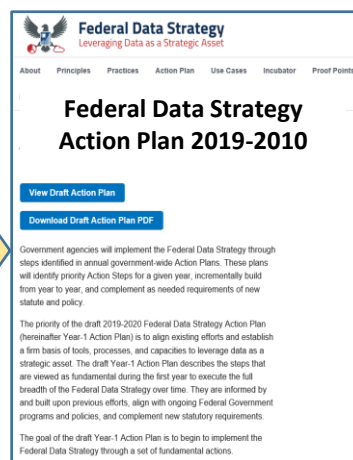 Federal Data Strategy
Leveraging Data as a Strategic Asset
About Principles Practices Action Plan Use Cases Incubator Proof Points
Federal Data Strategy
Action Plan 2019-2010
View Draft Action Plan
Download Draft Action Plan PDF
Government agencies will implement the Federal Data Strategy through
steps identified in annual government-wide Action Plans. These plans
will identify priority Action Steps for a given year, incrementally build
from year to year, and complement as needed requirements of new
statute and policy.
The priority of the draft 2019-2020 Federal Data Strategy Action Plan
(hereinafter Year-1 Action Plan) is to align existing efforts and establish
a firm basis of tools, processes, and capacities to leverage data as a
strategic asset. The draft Year-1 Action Plan describes the steps that
are viewed as fundamental during the first year to execute the full
breadth of the Federal Data Strategy over time. They are informed by
and built upon previous efforts, align with ongoing Federal Government
programs and policies, and complement new statutory requirements.
The goal of the draft Year-1 Action Plan is to begin to implement the
Federal Data Strategy through a set of fundamental actions.